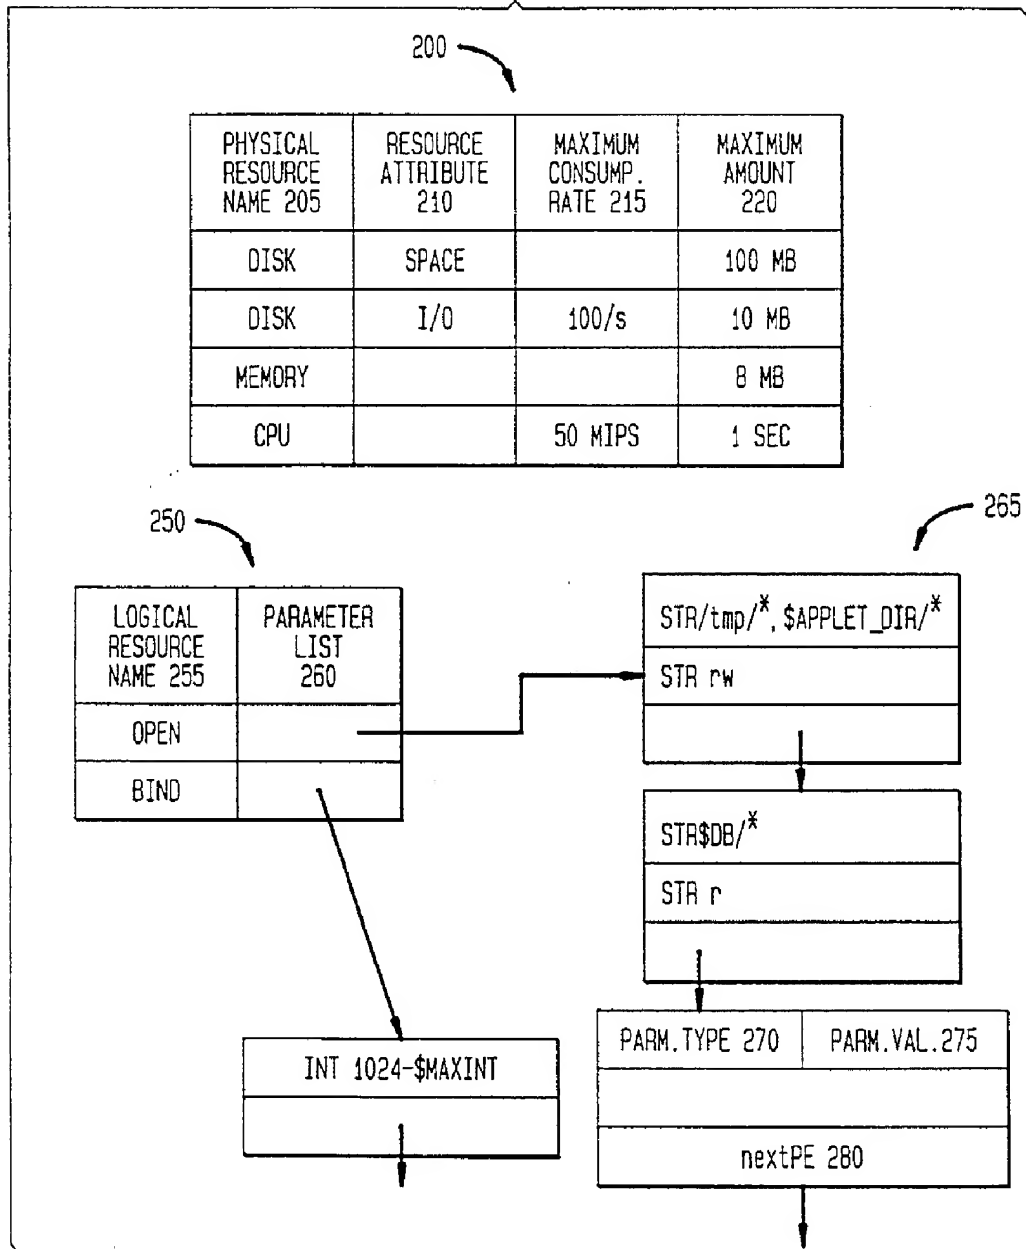 200
PHYSICAL RESOURCE NAME 205 RESOURCE ATTRIBUTE 210 MAXIMUM CONSUMP. RATE 215 MAXIMUM AMOUNT 220
DISK SPACE 100 MB
DISK I/O 100/s 10 MB
MEMORY 8 MB
CPU 50 MIPS 1 SEC
250
265
LOGICAL RESOURCE NAME 255 PARAMETER LIST 260
OPEN
BIND
STR/tmp/*, $APPLET_DIR/*
STR rw
STR$DB/*
STR r
INT 1024-$MAXINT
PARM.TYPE 270 PARM.VAL.275
nextPE 280